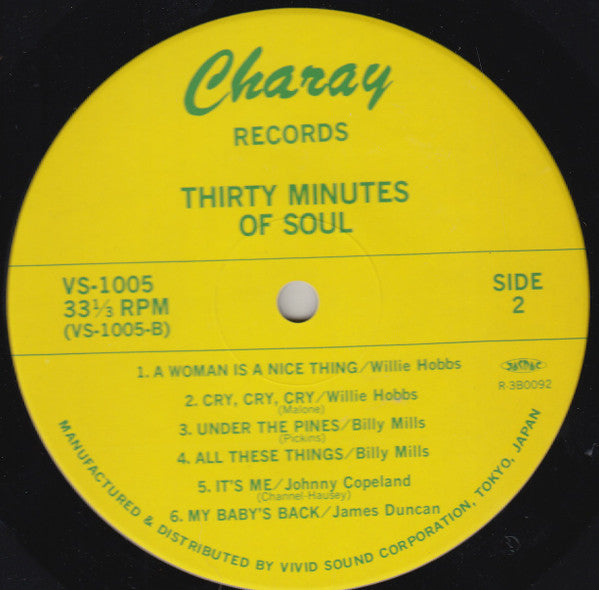 Charay
RECORDS
THIRTY MINUTES
OF SOUL
VS-1005
33⅓ RPM
(VS-1005-B)
SIDE
2
1. A WOMAN IS A NICE THING/Willie Hobbs
2. CRY, CRY, CRY/Willie Hobbs
(Malone)
3. UNDER THE PINES/Billy Mills
(Pickins)
4. ALL THESE THINGS/Billy Mills
5. IT'S ME/Johnny Copeland
(Channel-Hausey)
6. MY BABY'S BACK/James Duncan
JASRAC
R-3B0092
MANUFACTURED & DISTRIBUTED BY VIVID SOUND CORPORATION, TOKYO, JAPAN